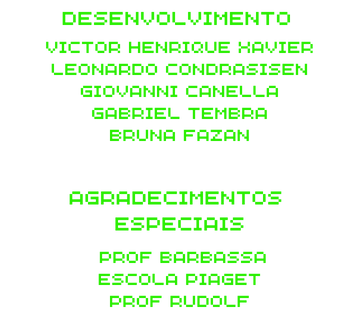 DESENVOLVIMENTO
VICTOR HENRIQUE XAVIER
LEONARDO CONDRASISEN
GIOVANNI CANELLA
GABRIEL TEMBRA
BRUNA FAZAN
AGRADECIMENTOS
ESPECIAIS
PROF BARBASSA
ESCOLA PIAGET
PROF RUDOLF